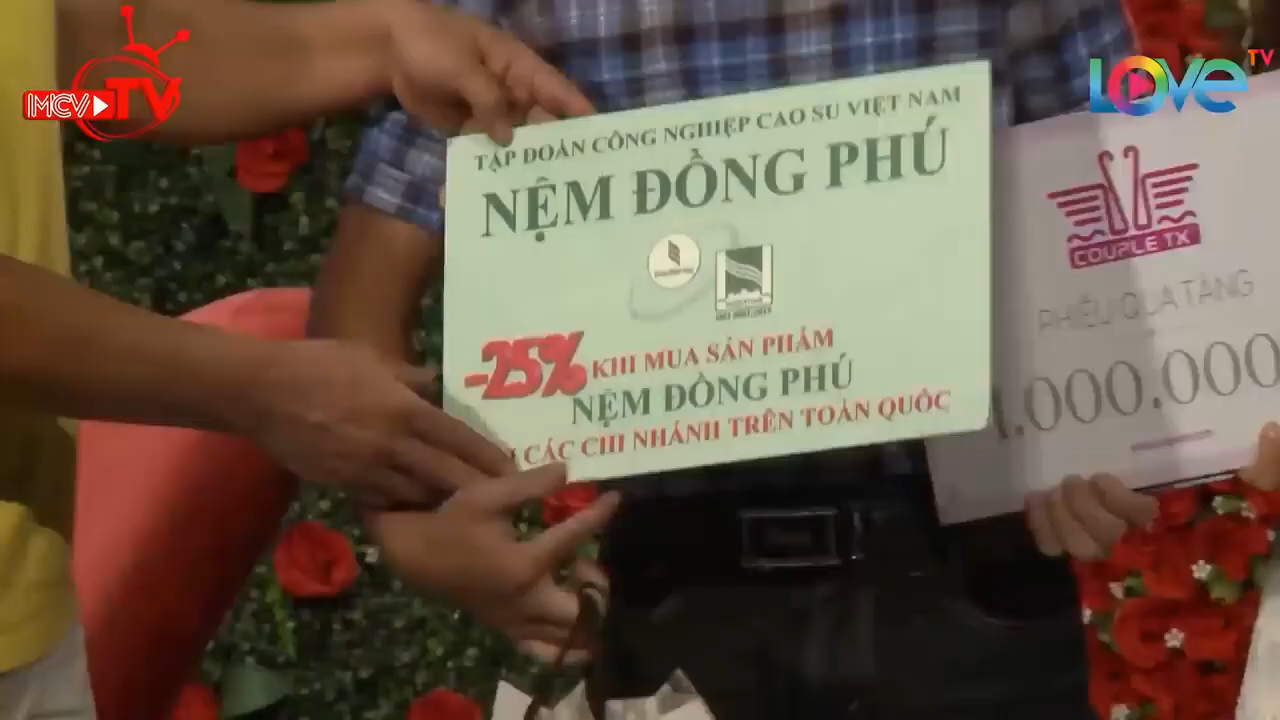 IMCV TV
LOVE TV
TẬP ĐOÀN CÔNG NGHIỆP CAO SU VIỆT NAM
NỆM ĐỒNG PHÚ
-25% KHI MUA SẢN PHẨM
NỆM ĐỒNG PHÚ
CÁC CHI NHÁNH TRÊN TOÀN QUỐC
COUPLE TX
PHIẾU QUÀ TẶNG
1.000.000